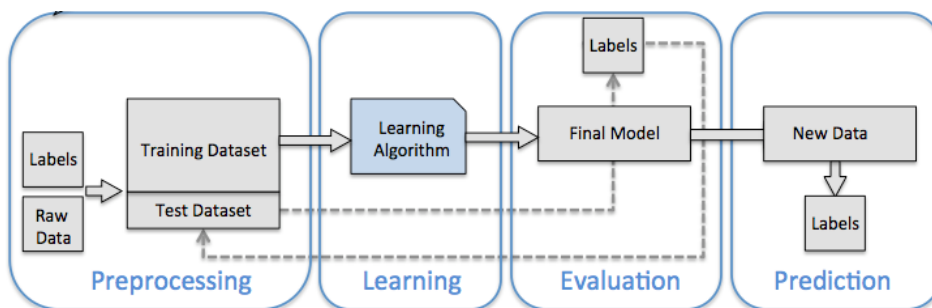 Labels
Raw
Data
Training Dataset
Test Dataset
Preprocessing
Learning
Algorithm
Learning
Labels
Final Model
Evaluation
New Data
Labels
Prediction